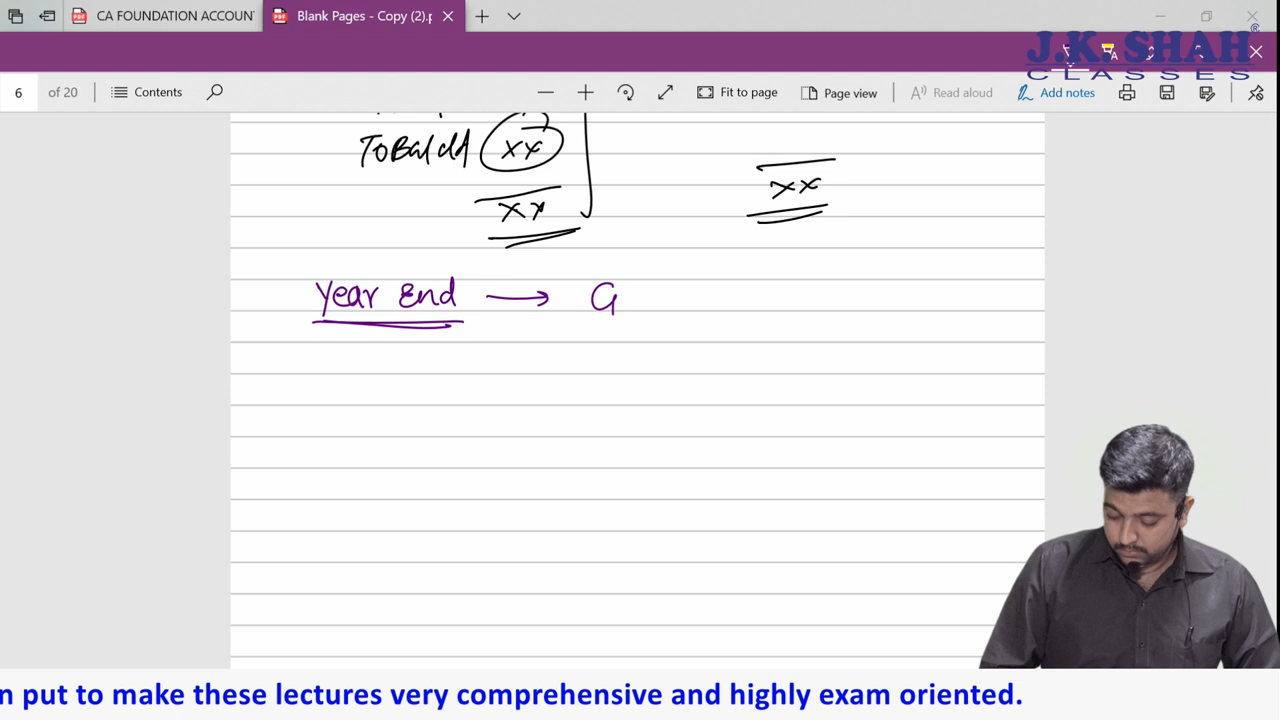 CA FOUNDATION ACCOUNT
Blank Pages - Copy (2).p
J.K. SHAH®
CLASSES
6 of 20 Contents Fit to page Page view Read aloud Add notes
To Bal c/d xx
xx
xx
Year End → G
n put to make these lectures very comprehensive and highly exam oriented.